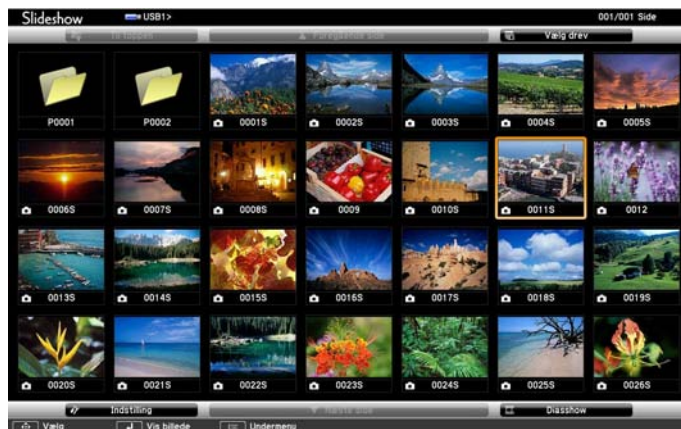 Slideshow USB1> 001/001 Side
Til toppen ▲ Foregående side Vælg drev
P0001 P0002 0001S 0002S 0003S 0004S 0005S
0006S 0007S 0008S 0009 0010S 0011S 0012
0013S 0014S 0015S 0016S 0017S 0018S 0019S
0020S 0021S 0022S 0023S 0024S 0025S 0026S
Indstilling ▼ Næste side Diasshow
Vælg Vis billede Undermenu